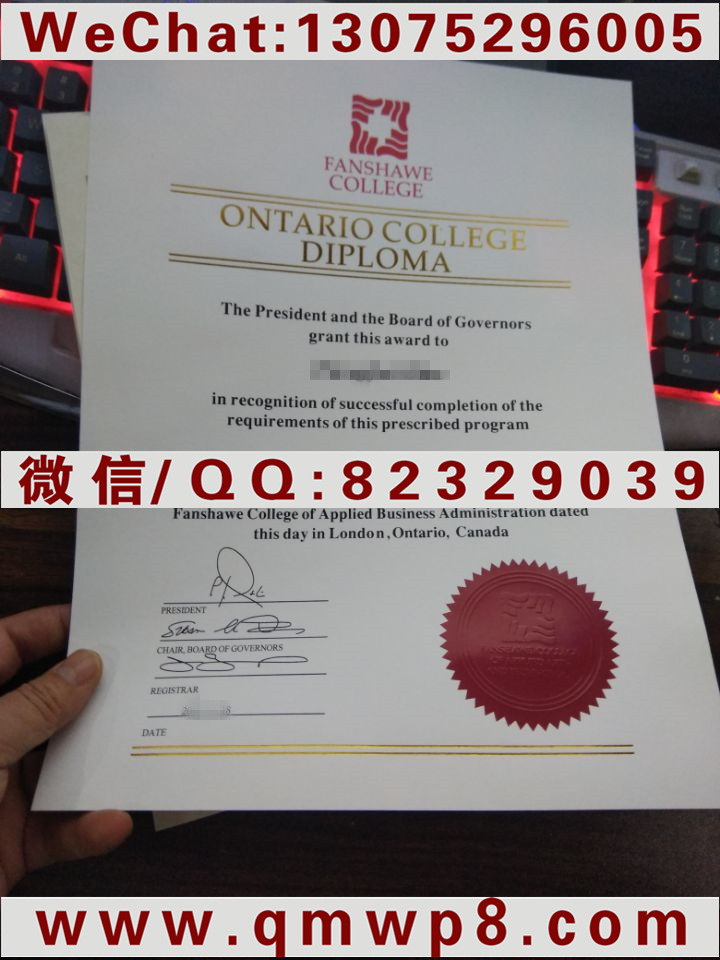 WeChat:13075296005
FANSHAWE
COLLEGE
ONTARIO COLLEGE
DIPLOMA
The President and the Board of Governors
grant this award to
in recognition of successful completion of the
requirements of this prescribed program
微信/QQ:82329039
Fanshawe College of Applied Business Administration dated
this day in London, Ontario, Canada
PRESIDENT
CHAIR, BOARD OF GOVERNORS
REGISTRAR
DATE
FANSHAWE COLLEGE
www.qmwp8.com